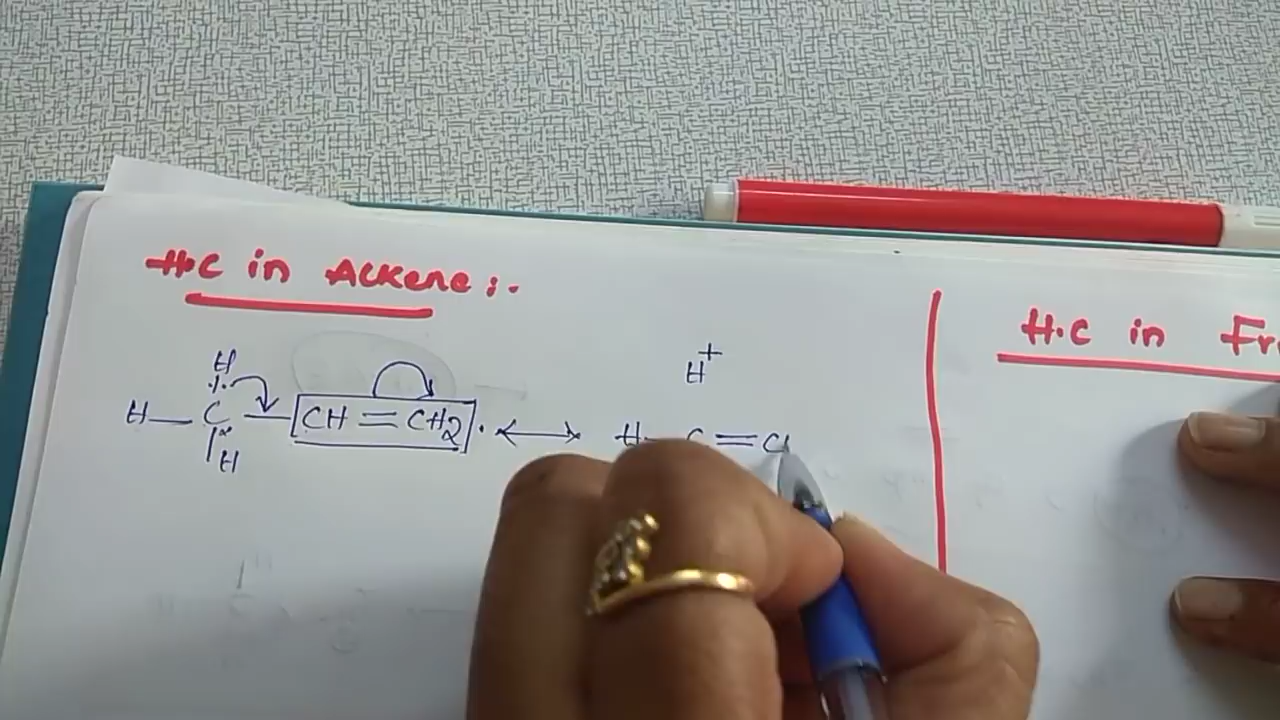 H.C in Alkene :-
H.C in
H
H — C — CH = CH2 . ⟷ H — C = C
H
H+